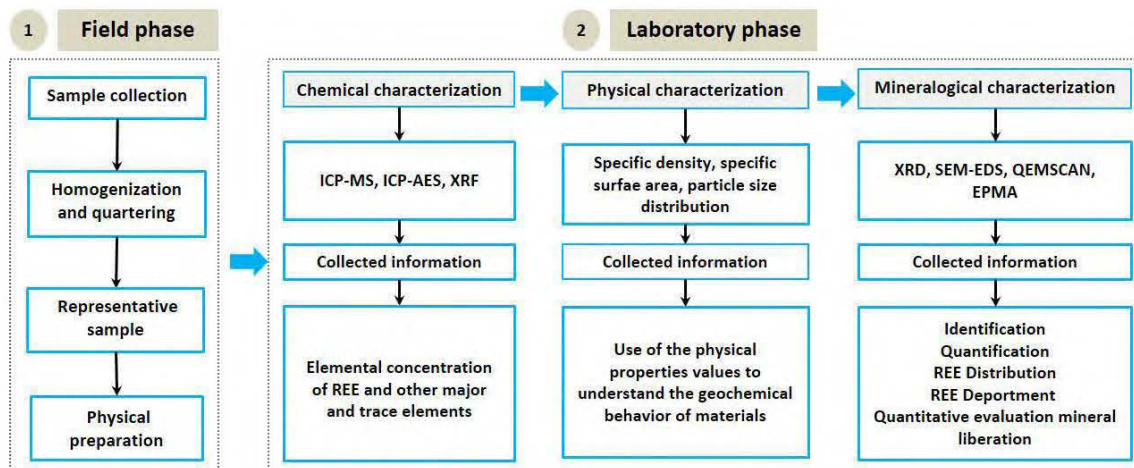 1
Field phase
2
Laboratory phase
Sample collection
Homogenization
and quartering
Representative
sample
Physical
preparation
Chemical characterization
ICP-MS, ICP-AES, XRF
Collected information
Elemental concentration
of REE and other major
and trace elements
Physical characterization
Specific density, specific
surfae area, particle size
distribution
Collected information
Use of the physical
properties values to
understand the geochemical
behavior of materials
Mineralogical characterization
XRD, SEM-EDS, QEMSCAN,
EPMA
Collected information
Identification
Quantification
REE Distribution
REE Deportment
Quantitative evaluation mineral
liberation